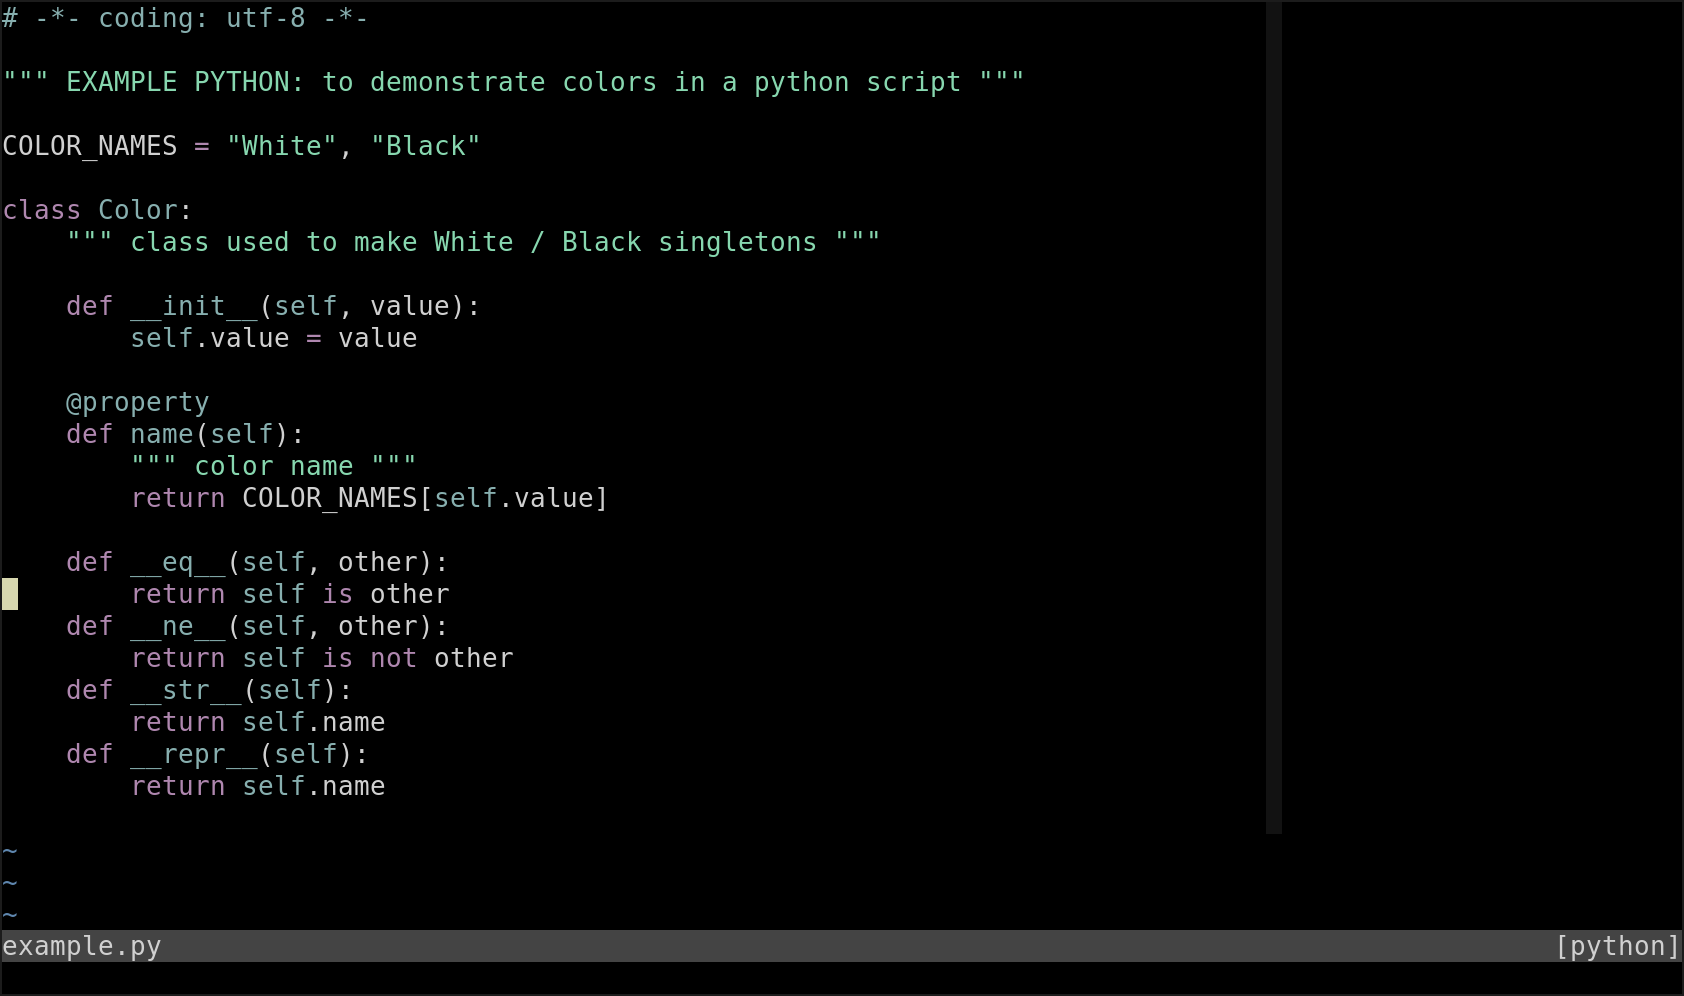 # -*- coding: utf-8 -*-

""" EXAMPLE PYTHON: to demonstrate colors in a python script """

COLOR_NAMES = "White", "Black"

class Color:
    """ class used to make White / Black singletons """

    def __init__(self, value):
        self.value = value

    @property
    def name(self):
        """ color name """
        return COLOR_NAMES[self.value]

    def __eq__(self, other):
        return self is other
    def __ne__(self, other):
        return self is not other
    def __str__(self):
        return self.name
    def __repr__(self):
        return self.name

~
~
~
example.py [python]